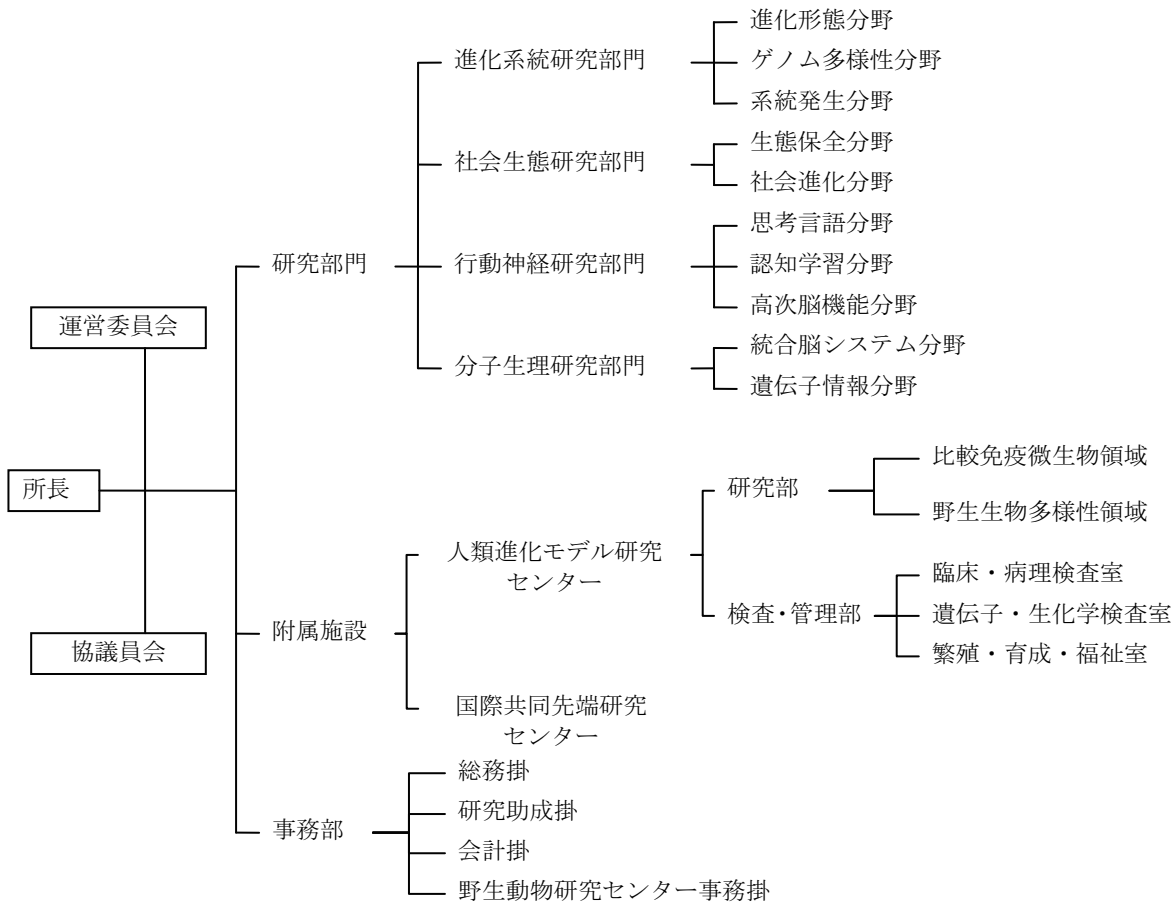 進化形態分野
進化系統研究部門
ゲノム多様性分野
系統発生分野
生態保全分野
社会生態研究部門
社会進化分野
思考言語分野
研究部門
行動神経研究部門
認知学習分野
高次脳機能分野
運営委員会
統合脳システム分野
分子生理研究部門
遺伝子情報分野
比較免疫微生物領域
所長
研究部
野生生物多様性領域
人類進化モデル研究
センター
臨床・病理検査室
検査・管理部
遺伝子・生化学検査室
附属施設
協議員会
繁殖・育成・福祉室
国際共同先端研究
センター
総務掛
研究助成掛
事務部
会計掛
野生動物研究センター事務掛